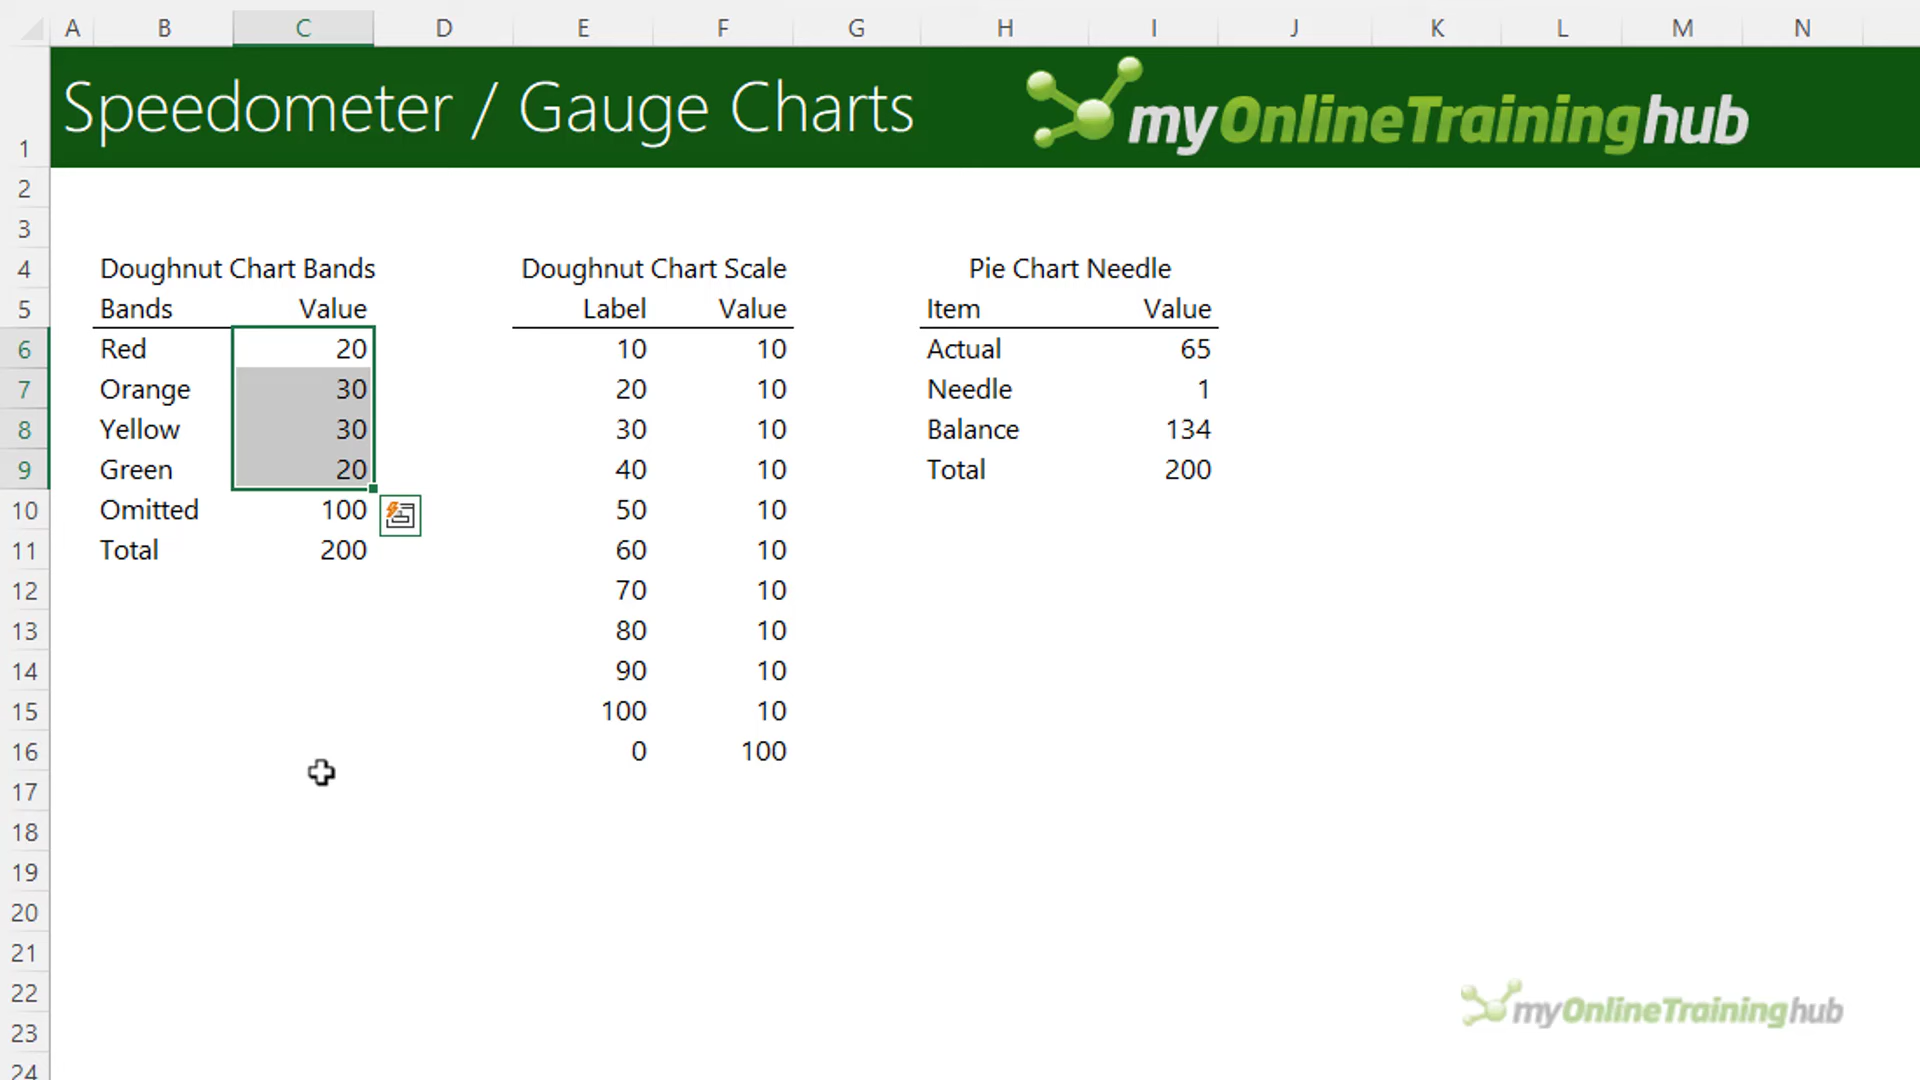 A B C D E F G H I J K L M N
1 Speedometer / Gauge Charts myOnlineTraininghub
2
3
4 Doughnut Chart Bands Doughnut Chart Scale Pie Chart Needle
5 Bands Value Label Value Item Value
6 Red 20 10 10 Actual 65
7 Orange 30 20 10 Needle 1
8 Yellow 30 30 10 Balance 134
9 Green 20 40 10 Total 200
10 Omitted 100 50 10
11 Total 200 60 10
12 70 10
13 80 10
14 90 10
15 100 10
16 0 100
17
18
19
20
21
22 myOnlineTraininghub
23
24